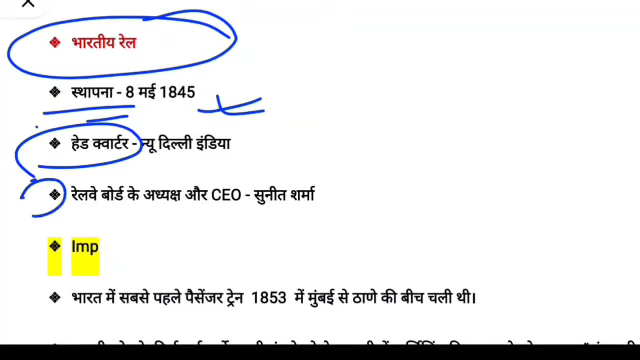 ❖ भारतीय रेल
❖ स्थापना - 8 मई 1845
❖ हेड क्वार्टर - न्यू दिल्ली इंडिया
❖ रेलवे बोर्ड के अध्यक्ष और CEO - सुनीत शर्मा
❖ Imp
❖ भारत में सबसे पहले पैसेंजर ट्रेन 1853 में मुंबई से ठाणे की बीच चली थी।